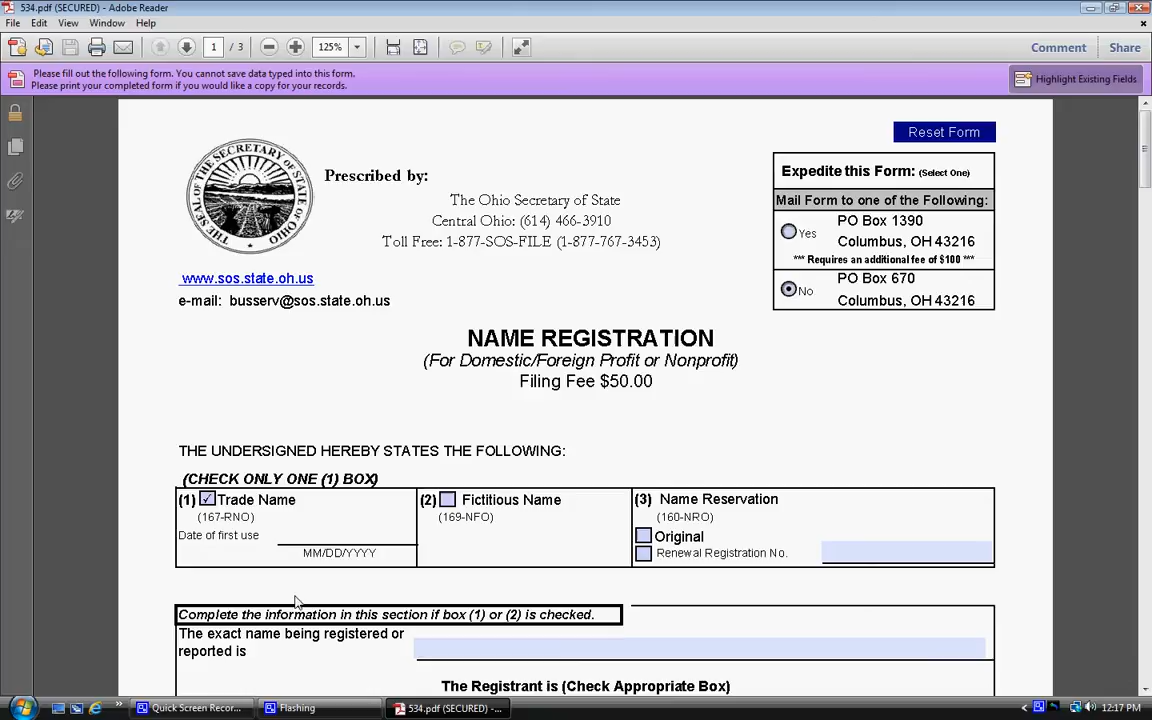 534.pdf (SECURED) - Adobe Reader
File Edit View Window Help
1 / 3 125% Comment Share
Please fill out the following form. You cannot save data typed into this form.
Please print your completed form if you would like a copy for your records.
Highlight Existing Fields
Reset Form
THE SEAL OF THE SECRETARY OF STATE OF OHIO
Prescribed by:
The Ohio Secretary of State
Central Ohio: (614) 466-3910
Toll Free: 1-877-SOS-FILE (1-877-767-3453)
www.sos.state.oh.us
e-mail: busserv@sos.state.oh.us
Expedite this Form: (Select One)
Mail Form to one of the Following:
Yes PO Box 1390
Columbus, OH 43216
*** Requires an additional fee of $100 ***
No PO Box 670
Columbus, OH 43216
NAME REGISTRATION
(For Domestic/Foreign Profit or Nonprofit)
Filing Fee $50.00
THE UNDERSIGNED HEREBY STATES THE FOLLOWING:
(CHECK ONLY ONE (1) BOX)
(1) Trade Name
(167-RNO)
Date of first use
MM/DD/YYYY
(2) Fictitious Name
(169-NFO)
(3) Name Reservation
(160-NRO)
Original
Renewal Registration No.
Complete the information in this section if box (1) or (2) is checked.
The exact name being registered or
reported is
The Registrant is (Check Appropriate Box)
Quick Screen Recor... Flashing 534.pdf (SECURED) -... 12:17 PM